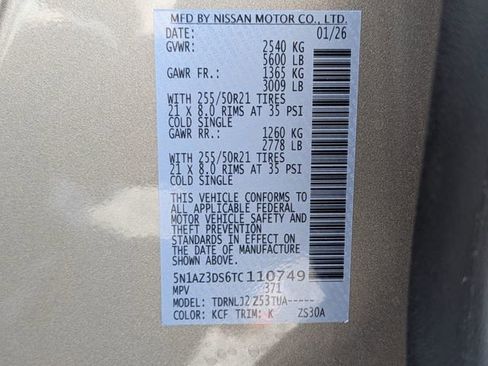 MFD BY NISSAN MOTOR CO., LTD.
DATE: 01/26
GVWR: 2540 KG
5600 LB
GAWR FR.: 1365 KG
3009 LB
WITH 255/50R21 TIRES
21 X 8.0 RIMS AT 35 PSI
COLD SINGLE
GAWR RR.: 1260 KG
2778 LB
WITH 255/50R21 TIRES
21 X 8.0 RIMS AT 35 PSI
COLD SINGLE
THIS VEHICLE CONFORMS TO
ALL APPLICABLE FEDERAL
MOTOR VEHICLE SAFETY AND
THEFT PREVENTION
STANDARDS IN EFFECT ON
THE DATE OF MANUFACTURE
SHOWN ABOVE.
5N1AZ3DS6TC110749
MPV 371
MODEL: TDRNLJ2Z53TUA-----
COLOR: KCF TRIM: K ZS30A